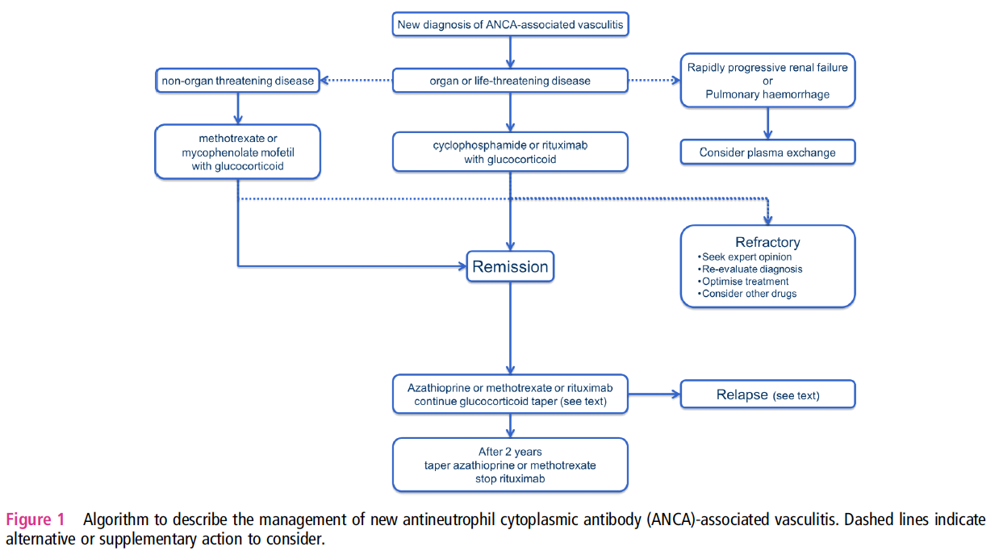 New diagnosis of ANCA-associated vasculitis
non-organ threatening disease
organ or life-threatening disease
Rapidly progressive renal failure
or
Pulmonary haemorrhage
methotrexate or
mycophenolate mofetil
with glucocorticoid
cyclophosphamide or rituximab
with glucocorticoid
Consider plasma exchange
Refractory
•Seek expert opinion
•Re-evaluate diagnosis
•Optimise treatment
•Consider other drugs
Remission
Azathioprine or methotrexate or rituximab
continue glucocorticoid taper (see text)
Relapse (see text)
After 2 years
taper azathioprine or methotrexate
stop rituximab
Figure 1 Algorithm to describe the management of new antineutrophil cytoplasmic antibody (ANCA)-associated vasculitis. Dashed lines indicate
alternative or supplementary action to consider.